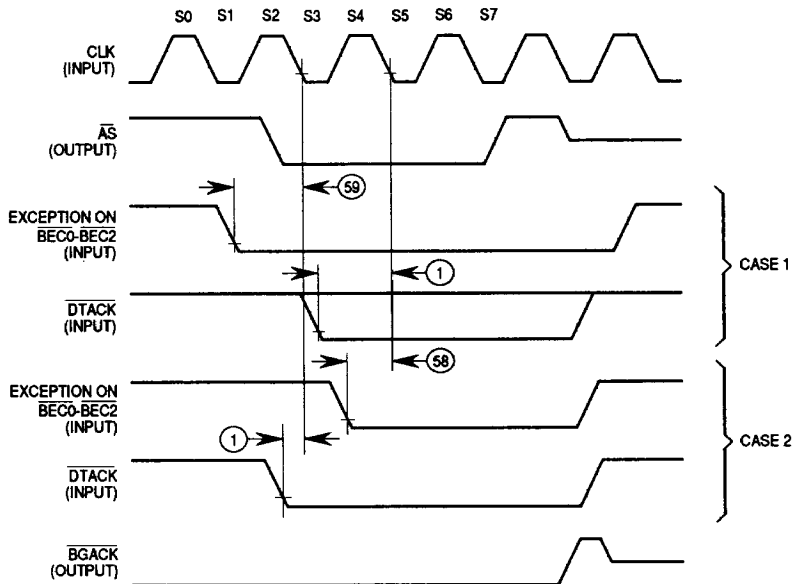 S0 S1 S2 S3 S4 S5 S6 S7
CLK
(INPUT)
AS
(OUTPUT)
59
EXCEPTION ON
BEC0-BEC2
(INPUT)
CASE 1
1
DTACK
(INPUT)
58
EXCEPTION ON
BEC0-BEC2
(INPUT)
1
CASE 2
DTACK
(INPUT)
BGACK
(OUTPUT)